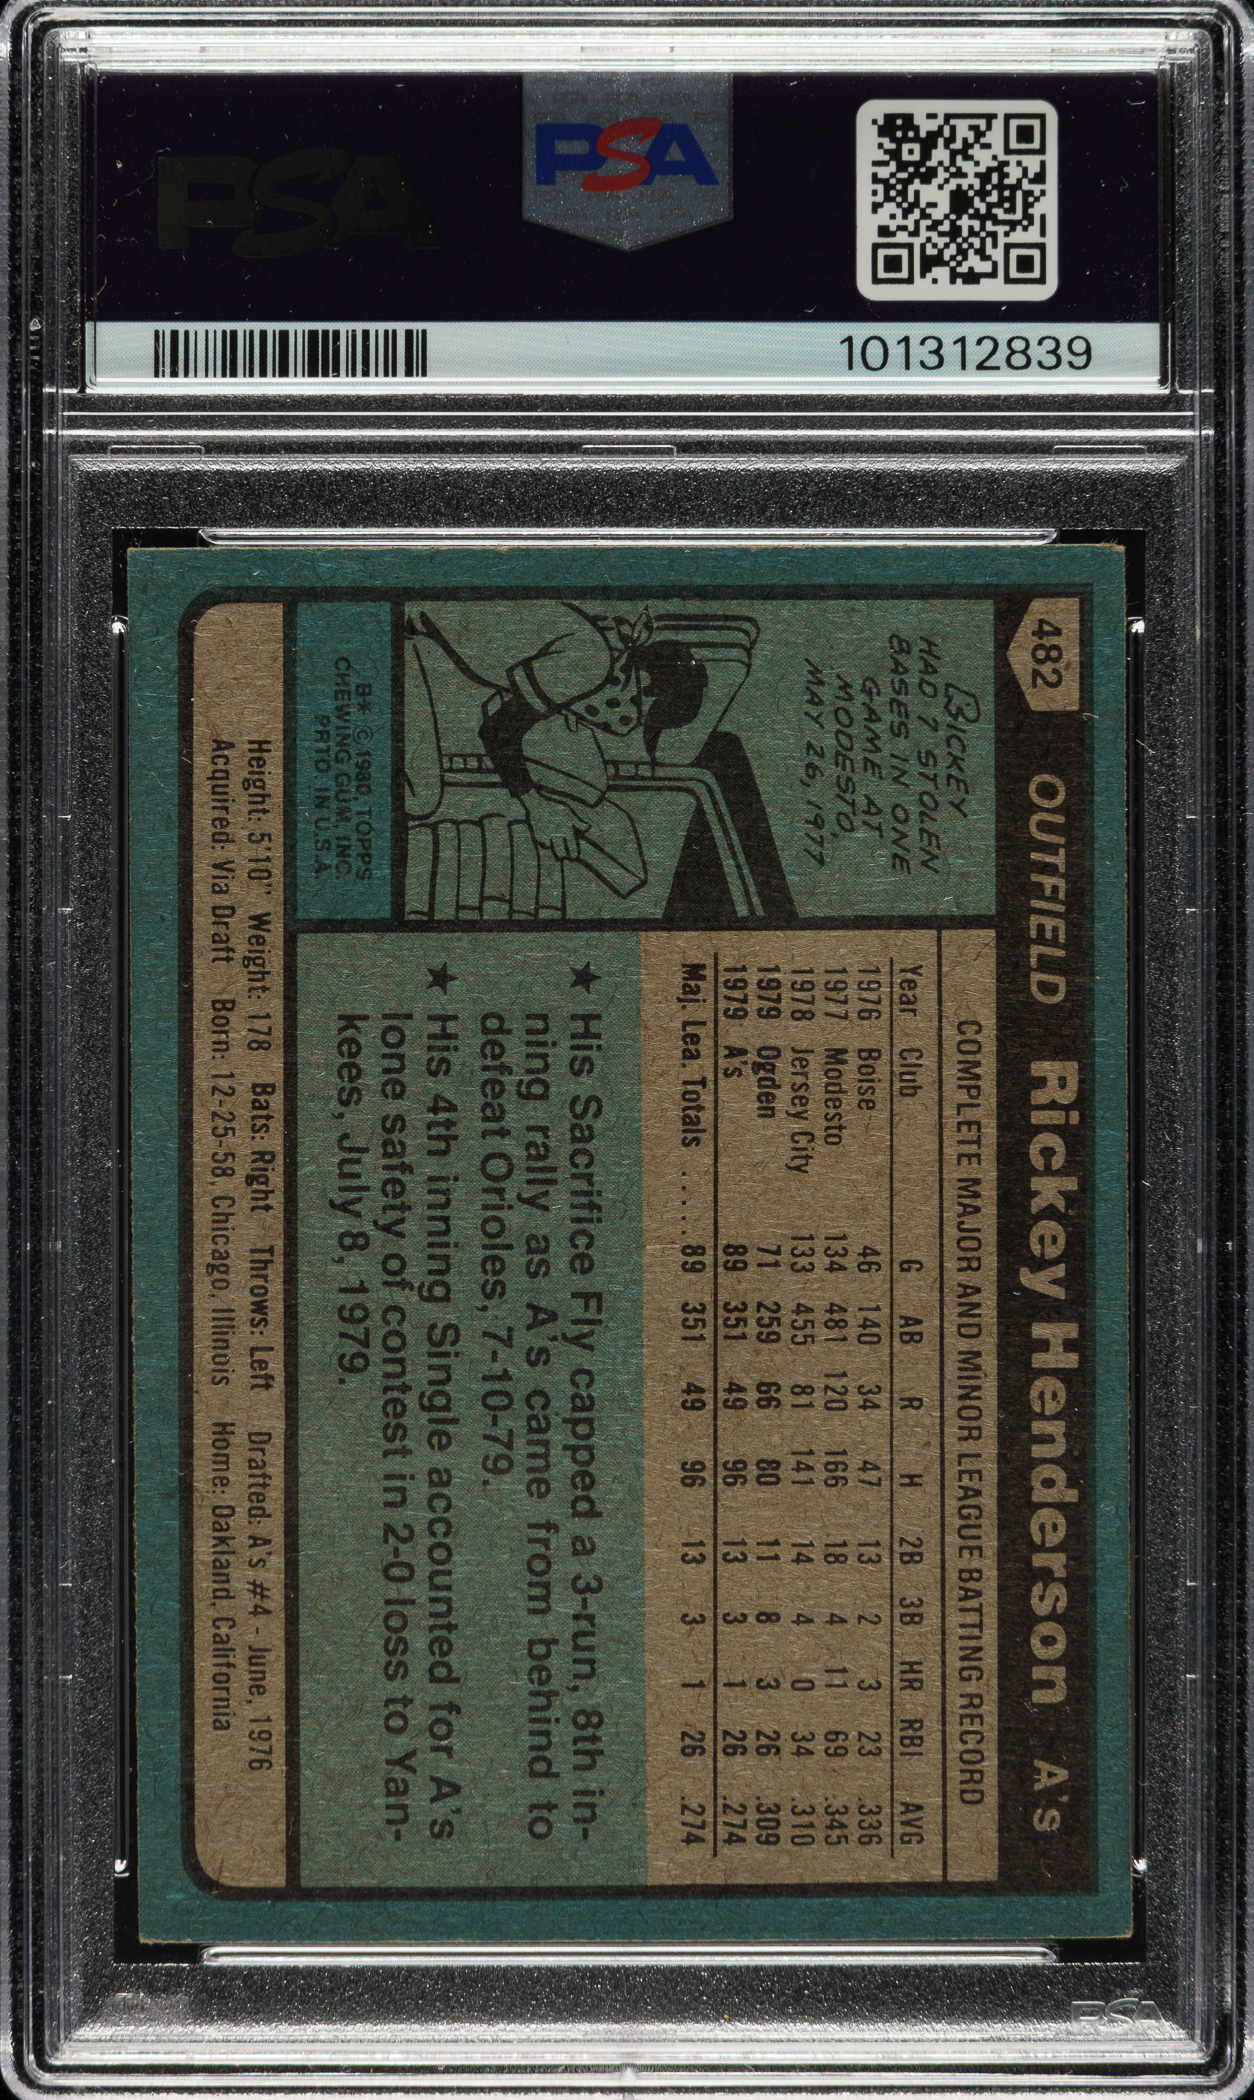 PSA
PSA
101312839
482
OUTFIELD Rickey Henderson A's
RICKEY
HAD 7 STOLEN
BASES IN ONE
GAME AT
MODESTO,
MAY 26, 1977
B* ©1980, TOPPS
CHEWING GUM, INC.
PRTD. IN U.S.A.
COMPLETE MAJOR AND MINOR LEAGUE BATTING RECORD
Year Club G AB R H 2B 3B HR RBI AVG
1976 Boise 46 140 34 47 13 2 3 23 .336
1977 Modesto 134 481 120 166 18 4 11 69 .345
1978 Jersey City 133 455 81 141 14 4 0 34 .310
1979 Ogden 71 259 66 80 11 8 3 26 .309
1979 A's 89 351 49 96 13 3 1 26 .274
Maj. Lea. Totals .... 89 351 49 96 13 3 1 26 .274
★ His Sacrifice Fly capped a 3-run, 8th in-
ning rally as A's came from behind to
defeat Orioles, 7-10-79.
★ His 4th inning Single accounted for A's
lone safety of contest in 2-0 loss to Yan-
kees, July 8, 1979.
Height: 5'10" Weight: 178 Bats: Right Throws: Left Drafted: A's #4 - June, 1976
Acquired: Via Draft Born: 12-25-58, Chicago, Illinois Home: Oakland, California
PSA